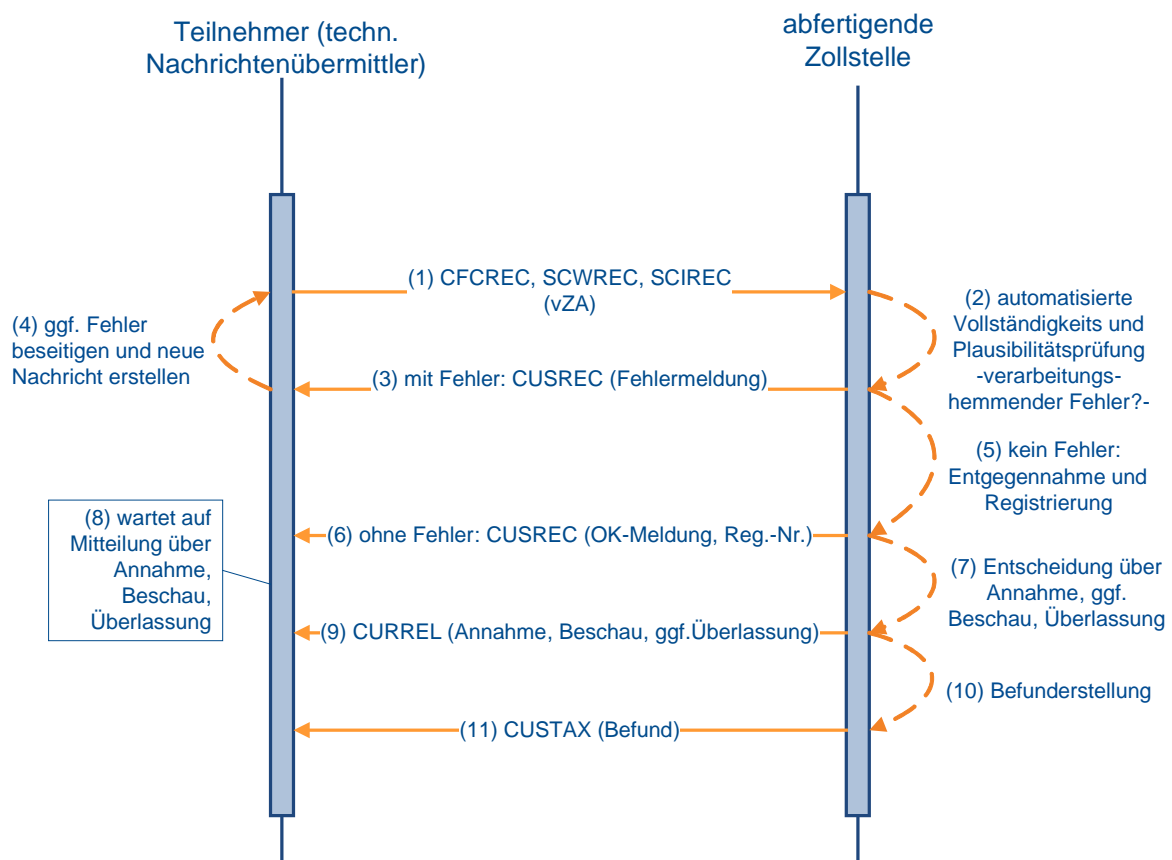 Teilnehmer (techn.
Nachrichtenübermittler)
abfertigende
Zollstelle
(1) CFCREC, SCWREC, SCIREC
(vZA)
(2) automatisierte
Vollständigkeits und
Plausibilitätsprüfung
-verarbeitungs-
hemmender Fehler?-
(4) ggf. Fehler
beseitigen und neue
Nachricht erstellen
(3) mit Fehler: CUSREC (Fehlermeldung)
(5) kein Fehler:
Entgegennahme und
Registrierung
(8) wartet auf
Mitteilung über
Annahme,
Beschau,
Überlassung
(6) ohne Fehler: CUSREC (OK-Meldung, Reg.-Nr.)
(7) Entscheidung über
Annahme, ggf.
Beschau, Überlassung
(9) CURREL (Annahme, Beschau, ggf.Überlassung)
(10) Befunderstellung
(11) CUSTAX (Befund)